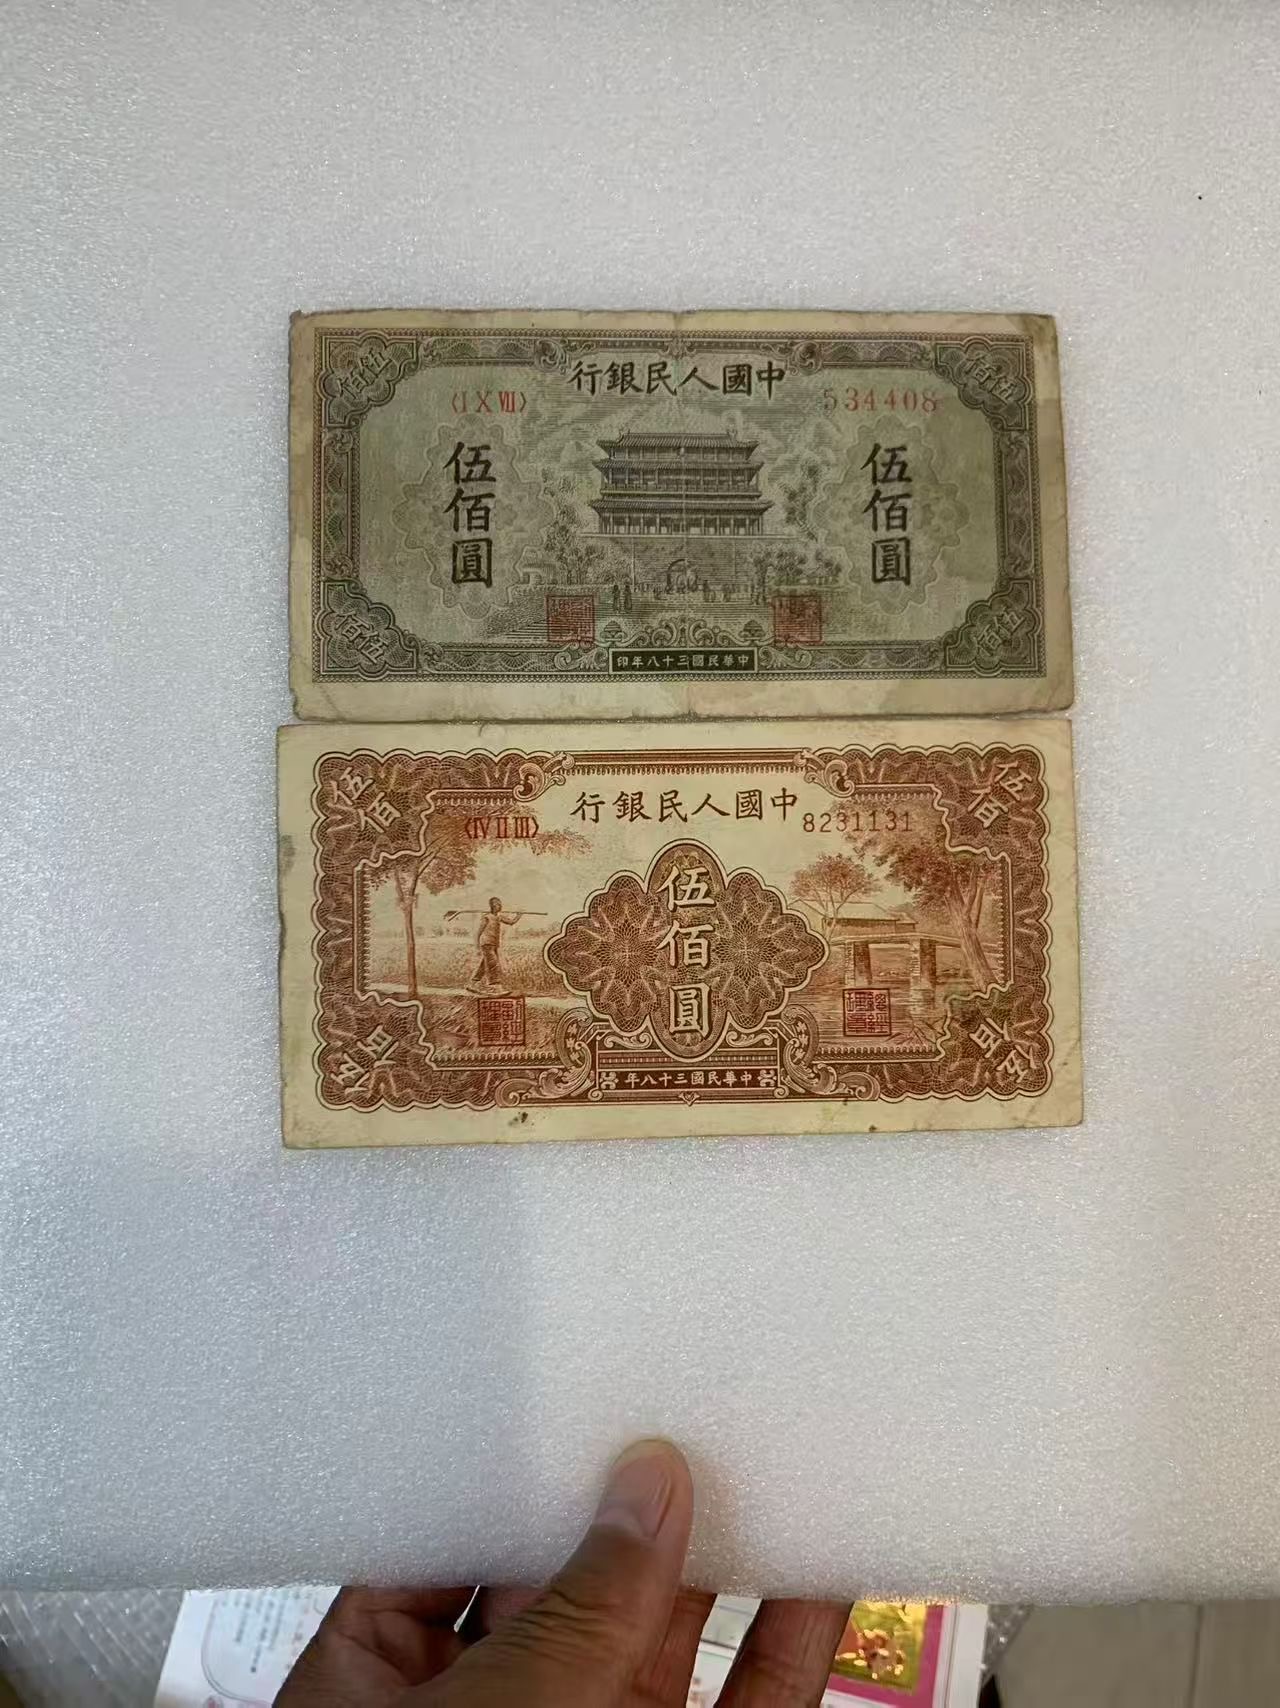 中國人民銀行
〈I X VII〉
534408
伍佰圓
伍佰圓
伍佰
伍佰
伍佰
伍佰
中華民國三十八年印
中國人民銀行
〈IV II III〉
8231131
伍佰
伍佰
伍佰圓
伍佰
伍佰
中華民國三十八年